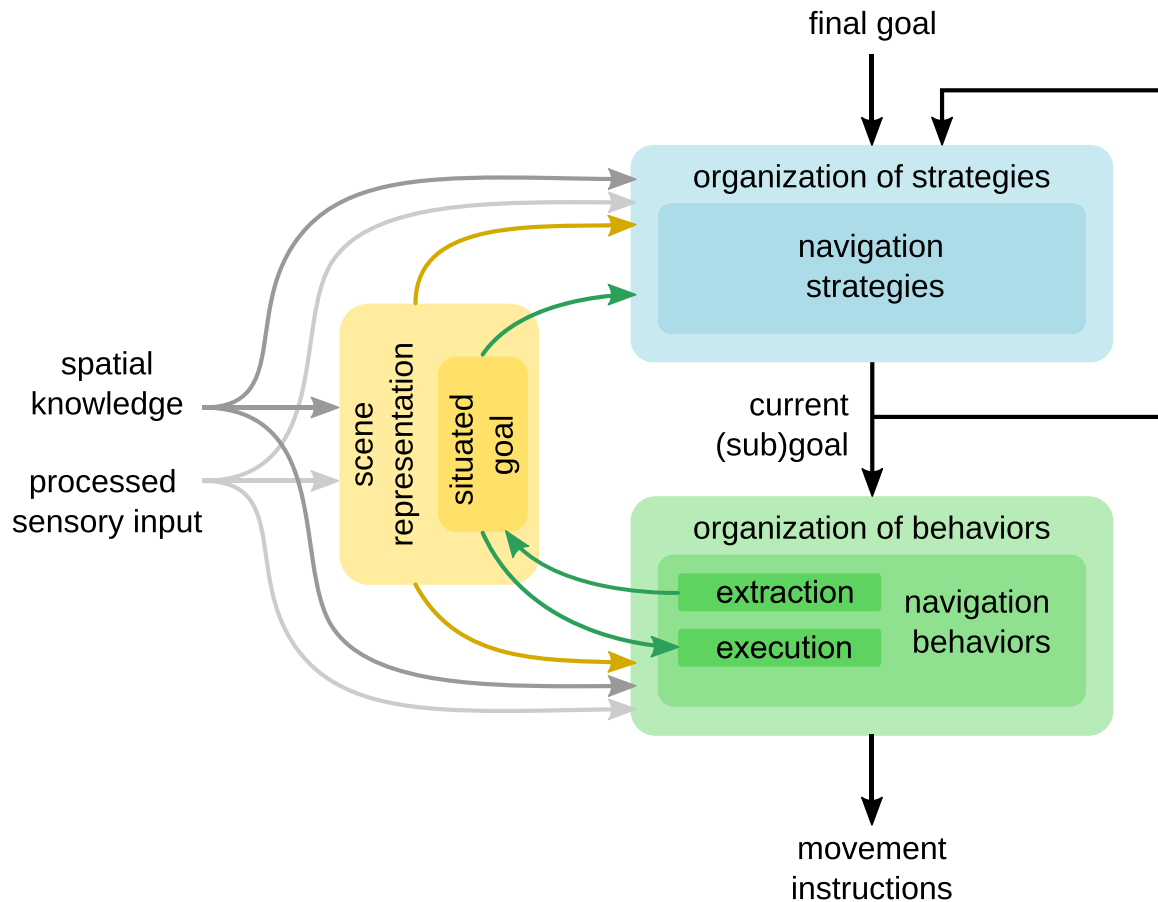 final goal
organization of strategies
navigation
strategies
spatial
knowledge
processed
sensory input
scene
representation
situated
goal
current
(sub)goal
organization of behaviors
extraction
execution
navigation
behaviors
movement
instructions